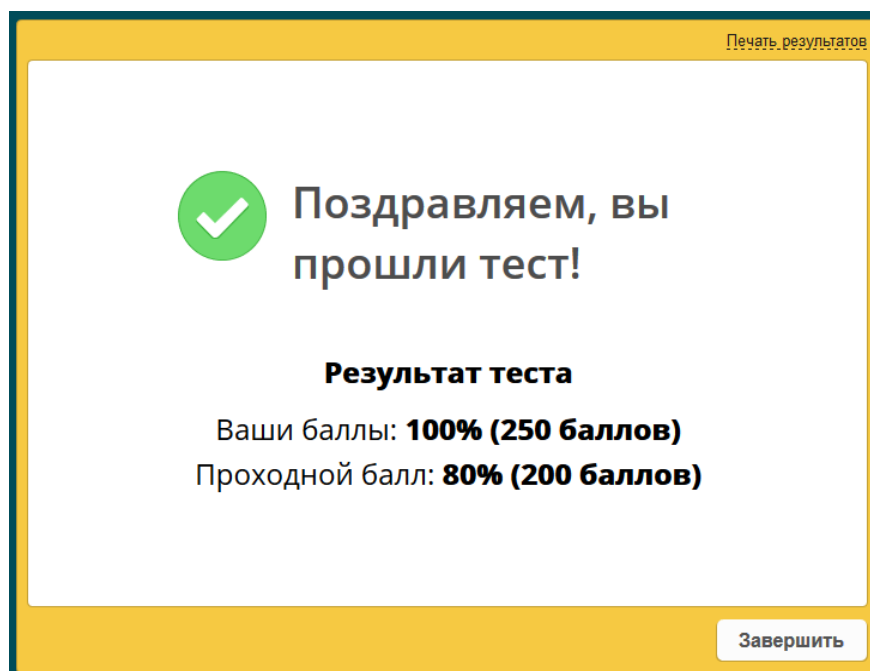 Печать результатов
Поздравляем, вы
прошли тест!
Результат теста
Ваши баллы: 100% (250 баллов)
Проходной балл: 80% (200 баллов)
Завершить